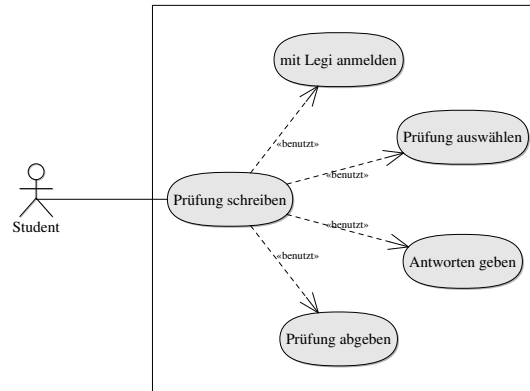 mit Legi anmelden
«benutzt»
Prüfung auswählen
«benutzt»
Prüfung schreiben
Student
«benutzt»
Antworten geben
«benutzt»
Prüfung abgeben